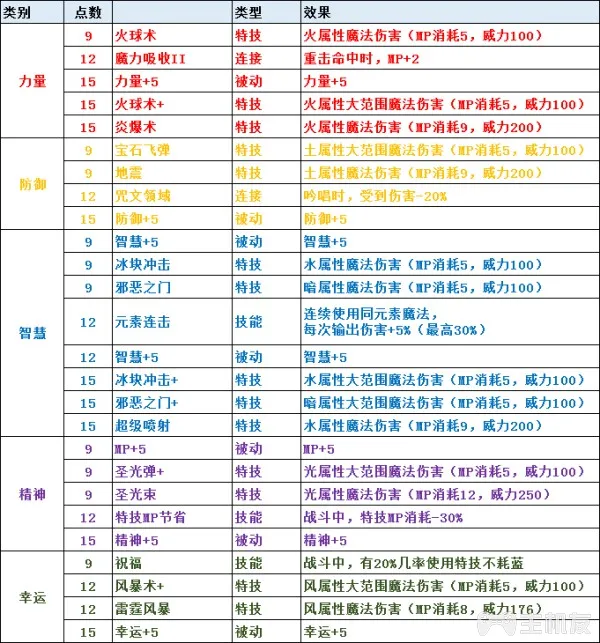 类别 点数 类型 效果
力量
9 火球术 特技 火属性魔法伤害（MP消耗5，威力100）
12 魔力吸收II 连接 重击命中时，MP+2
15 力量+5 被动 力量+5
15 火球术+ 特技 火属性大范围魔法伤害（MP消耗5，威力100）
15 炎爆术 特技 火属性魔法伤害（MP消耗9，威力200）
防御
9 宝石飞弹 特技 土属性大范围魔法伤害（MP消耗5，威力100）
9 地震 特技 土属性魔法伤害（MP消耗9，威力200）
12 咒文领域 连接 吟唱时，受到伤害-20%
15 防御+5 被动 防御+5
智慧
9 智慧+5 被动 智慧+5
9 冰块冲击 特技 水属性魔法伤害（MP消耗5，威力100）
9 邪恶之门 特技 暗属性魔法伤害（MP消耗5，威力100）
12 元素连击 技能 连续使用同元素魔法，
每次输出伤害+5%（最高30%）
12 智慧+5 被动 智慧+5
15 冰块冲击+ 特技 水属性大范围魔法伤害（MP消耗5，威力100）
15 邪恶之门+ 特技 暗属性大范围魔法伤害（MP消耗5，威力100）
15 超级喷射 特技 水属性魔法伤害（MP消耗9，威力200）
精神
9 MP+5 被动 MP+5
9 圣光弹+ 特技 光属性大范围魔法伤害（MP消耗5，威力100）
9 圣光束 特技 光属性魔法伤害（MP消耗12，威力250）
12 特技MP节省 技能 战斗中，特技MP消耗-30%
15 精神+5 被动 精神+5
幸运
9 祝福 技能 战斗中，有20%几率使用特技不耗蓝
12 风暴术+ 特技 风属性大范围魔法伤害（MP消耗5，威力100）
12 雷霆风暴 特技 风属性魔法伤害（MP消耗8，威力176）
15 幸运+5 被动 幸运+5
主机友